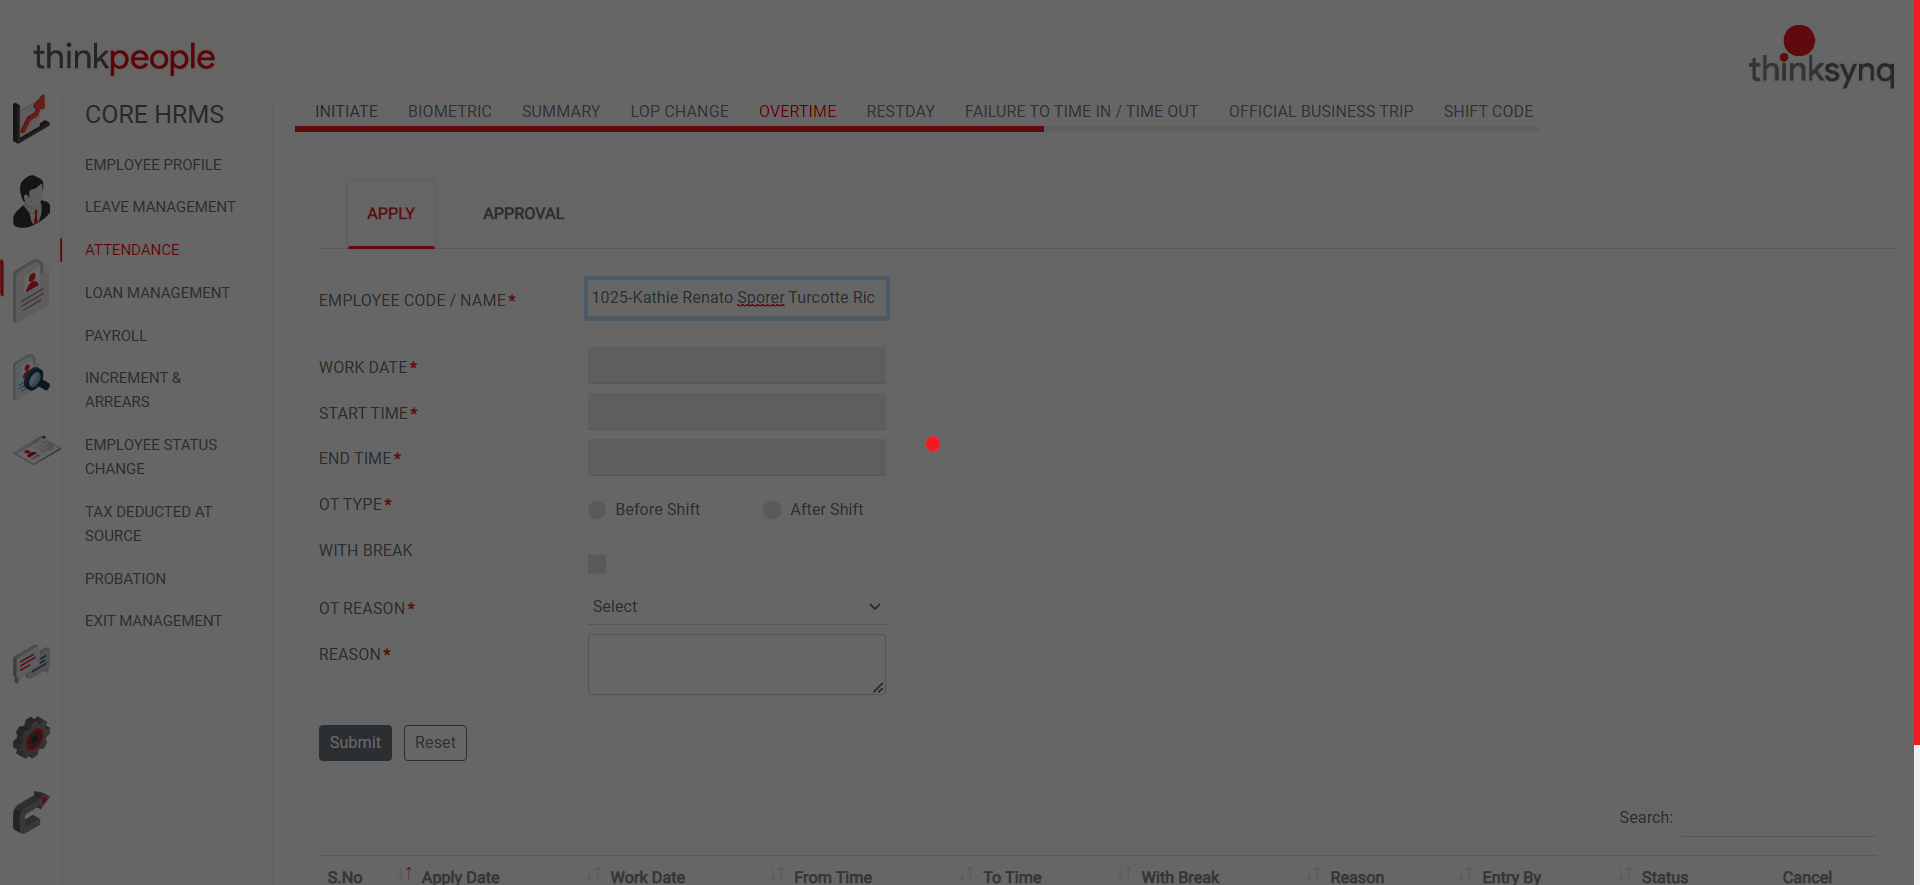 thinkpeople
thinksynq
CORE HRMS
EMPLOYEE PROFILE
LEAVE MANAGEMENT
ATTENDANCE
LOAN MANAGEMENT
PAYROLL
INCREMENT &
ARREARS
EMPLOYEE STATUS
CHANGE
TAX DEDUCTED AT
SOURCE
PROBATION
EXIT MANAGEMENT
INITIATE BIOMETRIC SUMMARY LOP CHANGE OVERTIME RESTDAY FAILURE TO TIME IN / TIME OUT OFFICIAL BUSINESS TRIP SHIFT CODE
APPLY APPROVAL
EMPLOYEE CODE / NAME* 1025-Kathie Renato Sporer Turcotte Ric
WORK DATE*
START TIME*
END TIME*
OT TYPE* Before Shift After Shift
WITH BREAK
OT REASON* Select
REASON*
Submit Reset
Search:
S.No Apply Date Work Date From Time To Time With Break Reason Entry By Status Cancel